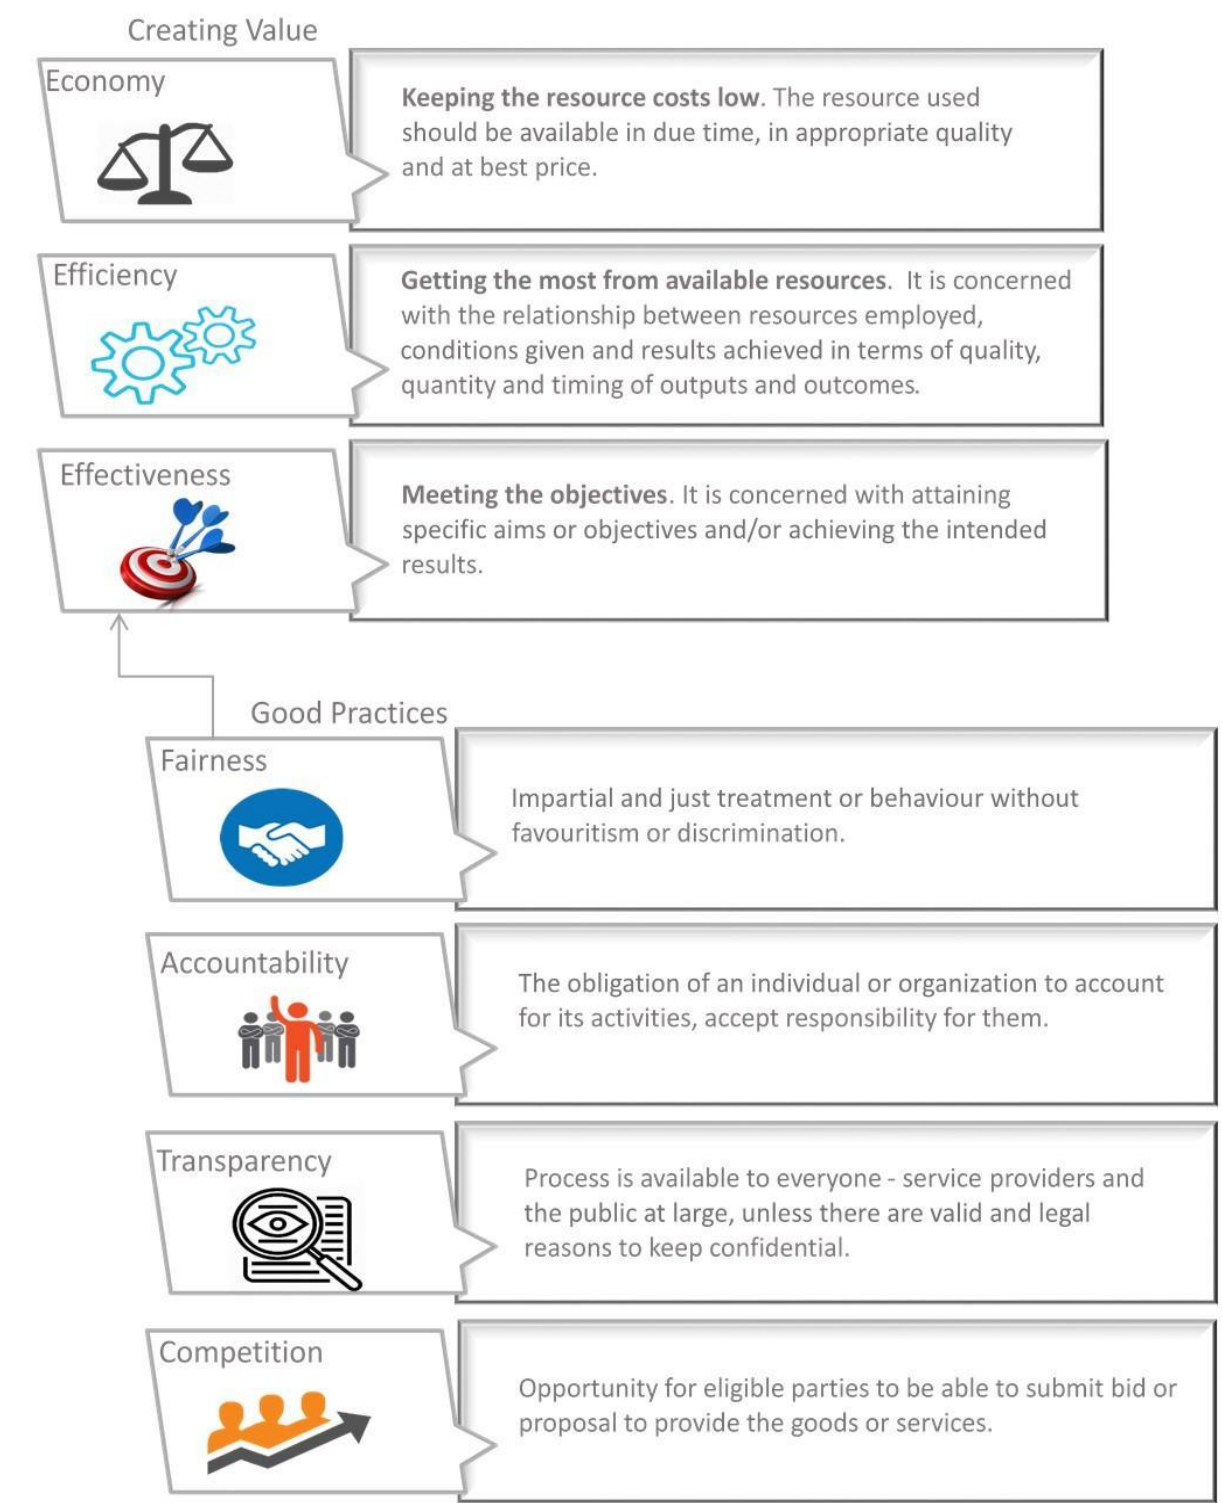 Creating Value
Economy
Keeping the resource costs low. The resource used
should be available in due time, in appropriate quality
and at best price.
Efficiency
Getting the most from available resources.  It is concerned
with the relationship between resources employed,
conditions given and results achieved in terms of quality,
quantity and timing of outputs and outcomes.
Effectiveness
Meeting the objectives. It is concerned with attaining
specific aims or objectives and/or achieving the intended
results.
Good Practices
Fairness
Impartial and just treatment or behaviour without
favouritism or discrimination.
Accountability
The obligation of an individual or organization to account
for its activities, accept responsibility for them.
Transparency
Process is available to everyone - service providers and
the public at large, unless there are valid and legal
reasons to keep confidential.
Competition
Opportunity for eligible parties to be able to submit bid or
proposal to provide the goods or services.